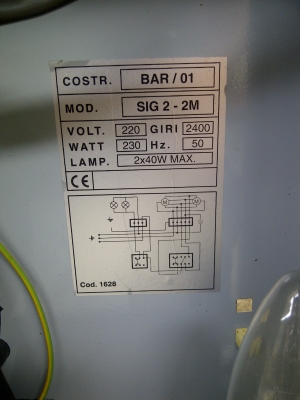 COSTR. BAR / 01
MOD. SIG 2 - 2M
VOLT. 220 GIRI 2400
WATT 230 Hz. 50
LAMP. 2x40W MAX.
CE
M M
Cod. 1628